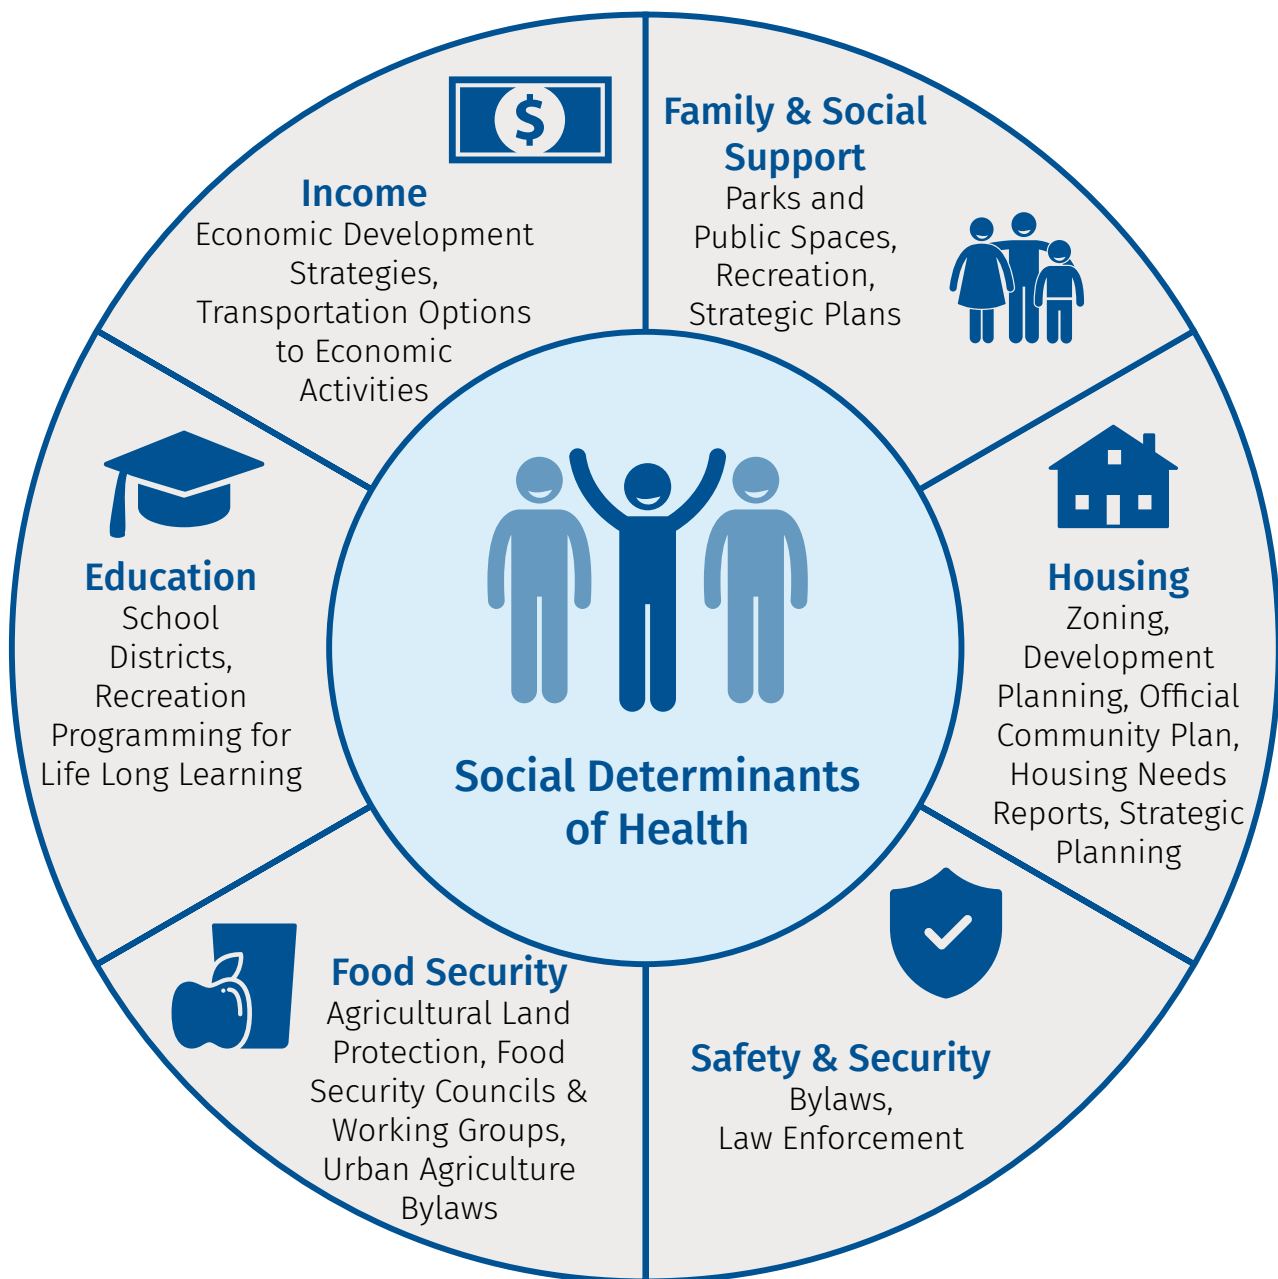 $
Income
Economic Development
Strategies,
Transportation Options
to Economic
Activities
Family & Social
Support
Parks and
Public Spaces,
Recreation,
Strategic Plans
Housing
Zoning,
Development
Planning, Official
Community Plan,
Housing Needs
Reports, Strategic
Planning
Safety & Security
Bylaws,
Law Enforcement
Food Security
Agricultural Land
Protection, Food
Security Councils &
Working Groups,
Urban Agriculture
Bylaws
Education
School
Districts,
Recreation
Programming for
Life Long Learning
Social Determinants
of Health